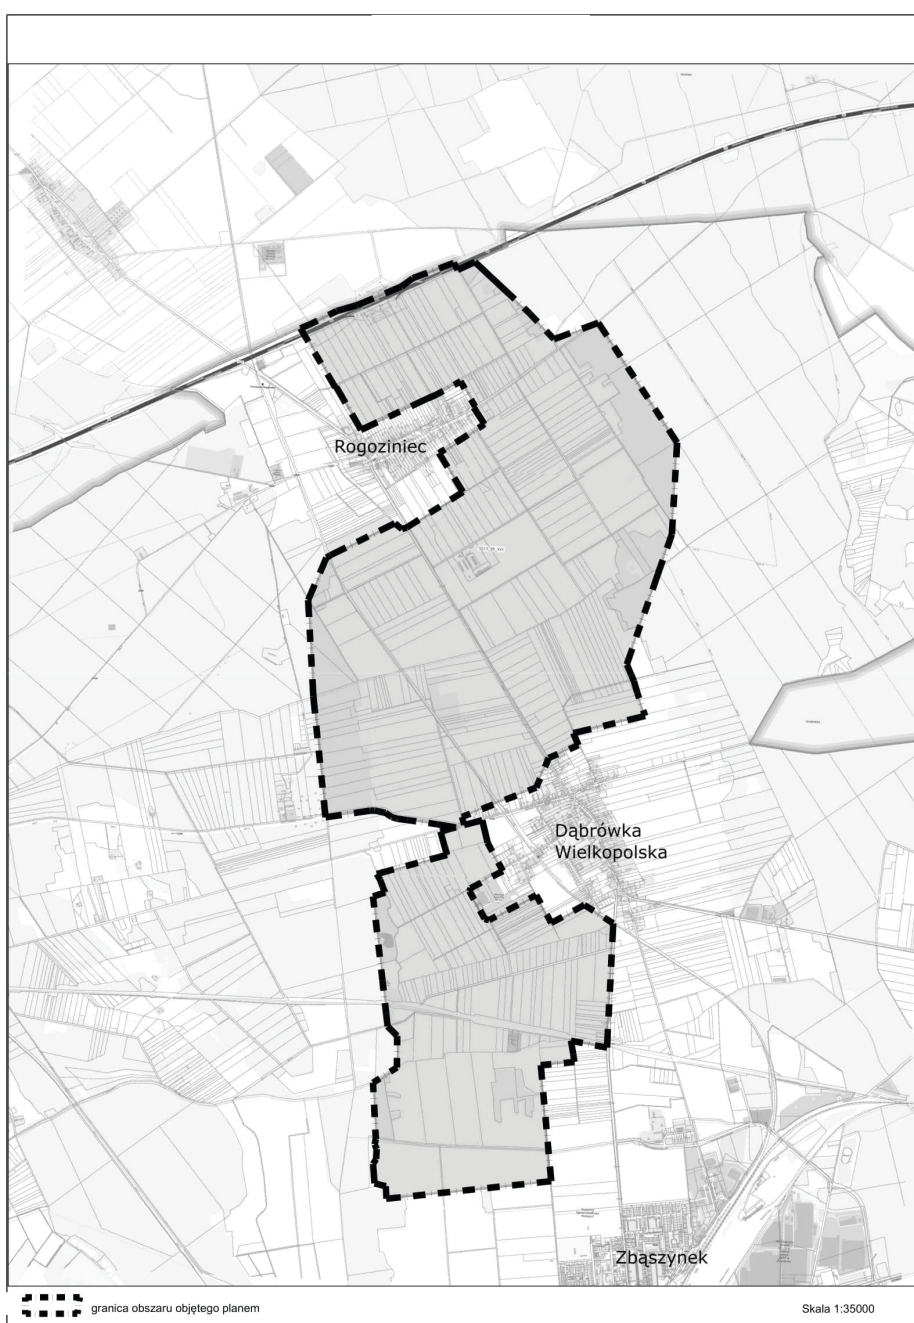 Rogoziniec
Dąbrówka
Wielkopolska
Zbąszynek
granica obszaru objętego planem
Skala 1:35000